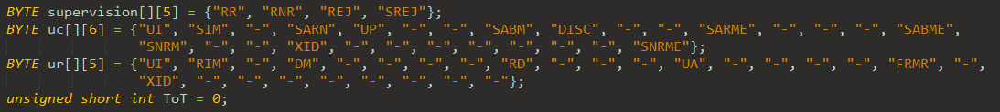 BYTE supervision[][5] = {"RR", "RNR", "REJ", "SREJ"};
BYTE uc[][6] = {"UI", "SIM", "-", "SARN", "UP", "-", "-", "SABM", "DISC", "-", "-", "SARME", "-", "-", "-", "SABME",
"SNRM", "-", "-", "XID", "-", "-", "-", "-", "-", "-", "-", "SNRME"};
BYTE ur[][5] = {"UI", "RIM", "-", "DM", "-", "-", "-", "-", "RD", "-", "-", "-", "UA", "-", "-", "-", "-", "FRMR", "-",
"XID", "-", "-", "-", "-", "-", "-", "-", "-"};
unsigned short int ToT = 0;